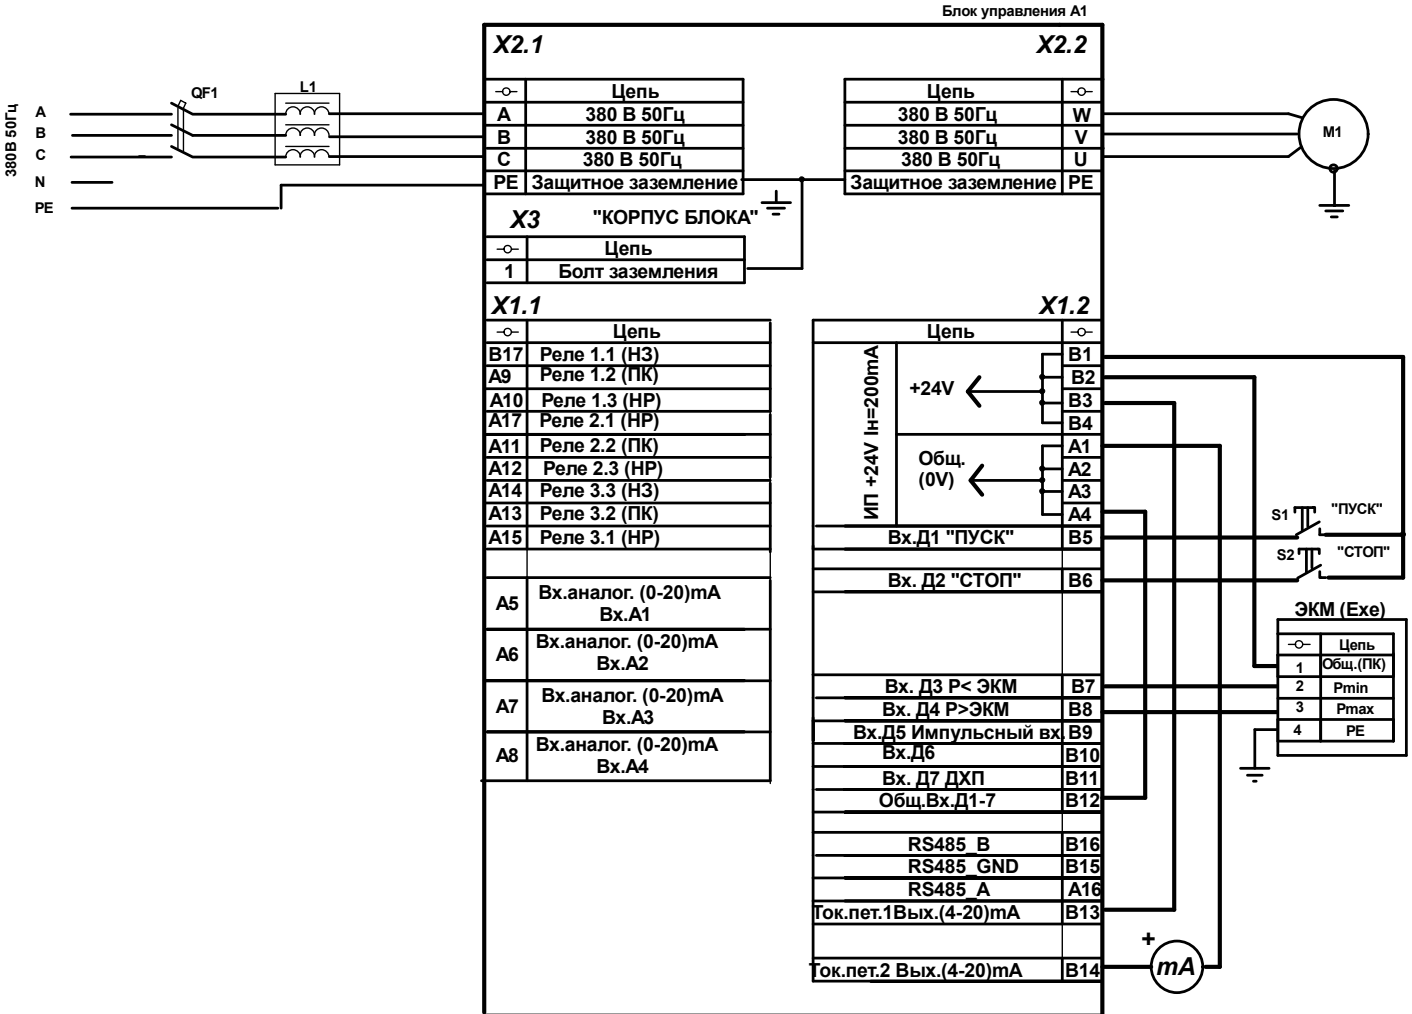 Блок управления А1
X2.1
X2.2
Цепь
A 380 В 50Гц
B 380 В 50Гц
C 380 В 50Гц
PE Защитное заземление
Цепь
380 В 50Гц W
380 В 50Гц V
380 В 50Гц U
Защитное заземление PE
380В 50Гц
A
B
C
N
PE
QF1
L1
M1
X3 "КОРПУС БЛОКА"
Цепь
1 Болт заземления
X1.1
Цепь
B17 Реле 1.1 (НЗ)
A9 Реле 1.2 (ПК)
A10 Реле 1.3 (НР)
A17 Реле 2.1 (НР)
A11 Реле 2.2 (ПК)
A12 Реле 2.3 (НР)
A14 Реле 3.3 (НЗ)
A13 Реле 3.2 (ПК)
A15 Реле 3.1 (НР)
A5 Вх.аналог. (0-20)mA
Вх.А1
A6 Вх.аналог. (0-20)mA
Вх.А2
A7 Вх.аналог. (0-20)mA
Вх.А3
A8 Вх.аналог. (0-20)mA
Вх.А4
X1.2
Цепь
ИП +24V Iн=200mA
+24V
B1
B2
B3
B4
Общ.
(0V)
A1
A2
A3
A4
Вх.Д1 "ПУСК" B5
Вх. Д2 "СТОП" B6
Вх. Д3 P< ЭКМ B7
Вх. Д4 P>ЭКМ B8
Вх.Д5 Импульсный вх. B9
Вх.Д6 B10
Вх. Д7 ДХП B11
Общ.Вх.Д1-7 B12
RS485_B B16
RS485_GND B15
RS485_A A16
Ток.пет.1Вых.(4-20)mA B13
Ток.пет.2 Вых.(4-20)mA B14
S1 "ПУСК"
S2 "СТОП"
ЭКМ (Exe)
Цепь
1 Общ.(ПК)
2 Pmin
3 Pmax
4 PE
+
mA